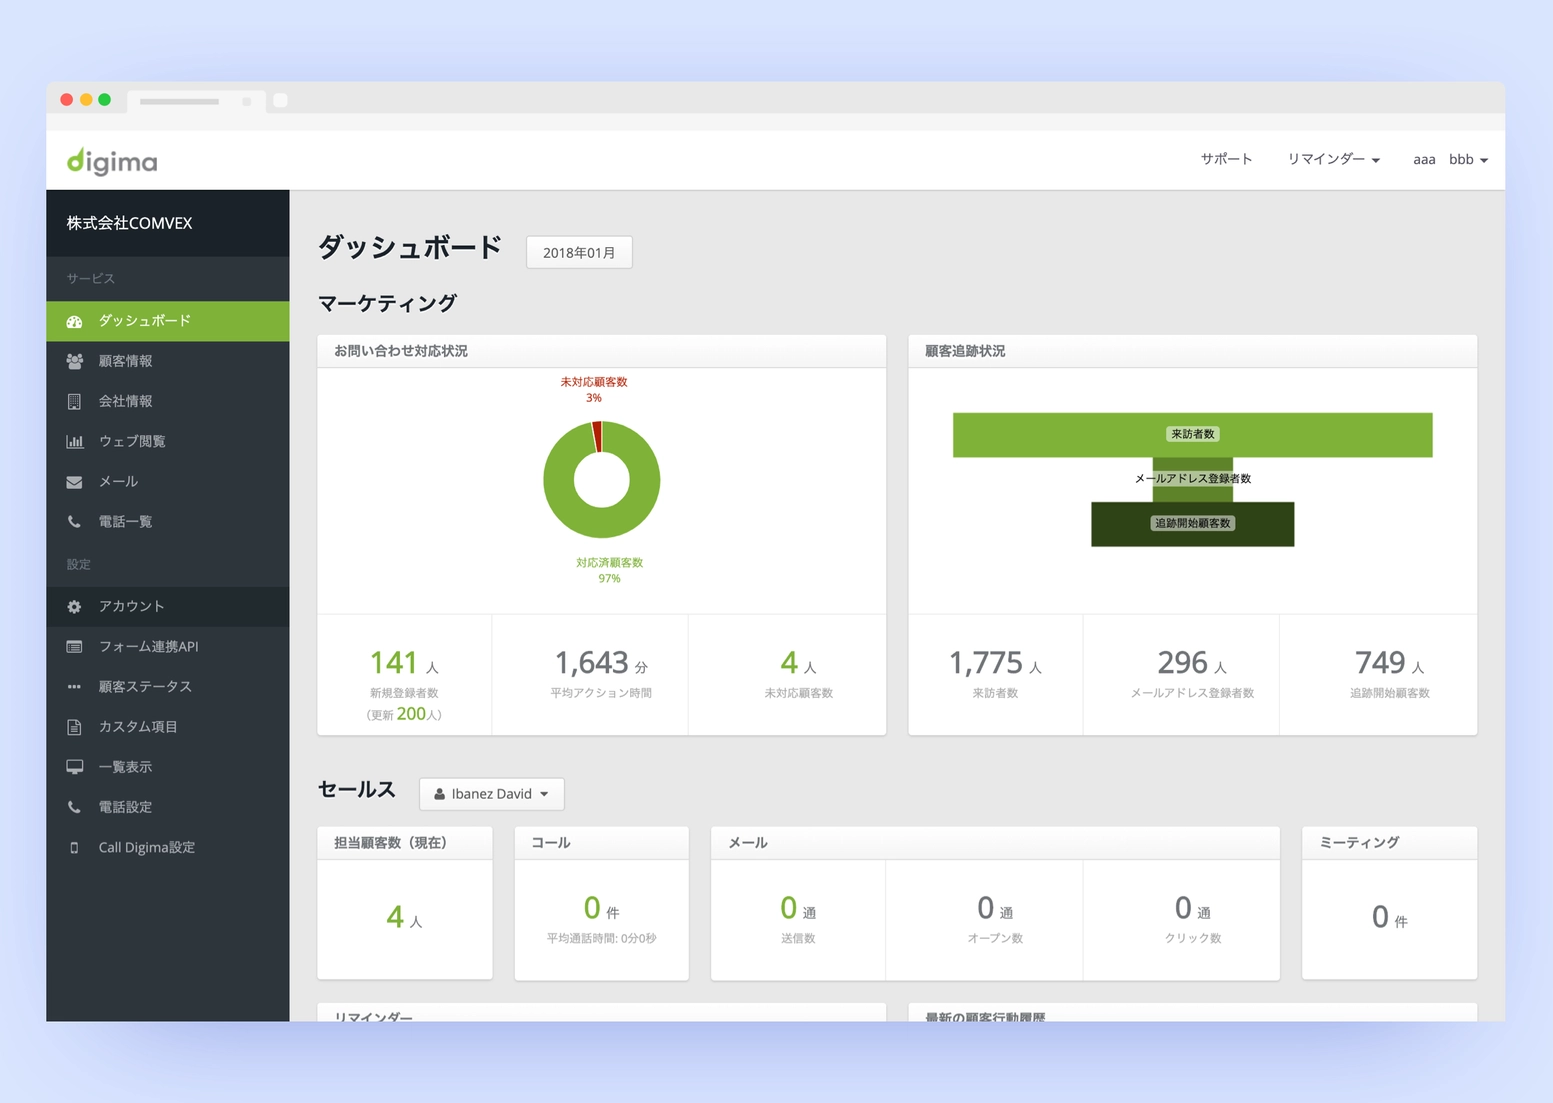 digima
サポート
リマインダー
aaa bbb
株式会社COMVEX
サービス
ダッシュボード
顧客情報
会社情報
ウェブ閲覧
メール
電話一覧
設定
アカウント
フォーム連携API
顧客ステータス
カスタム項目
一覧表示
電話設定
Call Digima設定
ダッシュボード
2018年01月
マーケティング
お問い合わせ対応状況
未対応顧客数
3%
対応済顧客数
97%
141 人
新規登録者数
(更新 200人)
1,643 分
平均アクション時間
4 人
未対応顧客数
顧客追跡状況
来訪者数
メールアドレス登録者数
追跡開始顧客数
1,775 人
来訪者数
296 人
メールアドレス登録者数
749 人
追跡開始顧客数
セールス
Ibanez David
担当顧客数（現在）
4 人
コール
0 件
平均通話時間: 0分0秒
メール
0 通
送信数
0 通
オープン数
0 通
クリック数
ミーティング
0 件
リマインダー
最新の顧客行動履歴